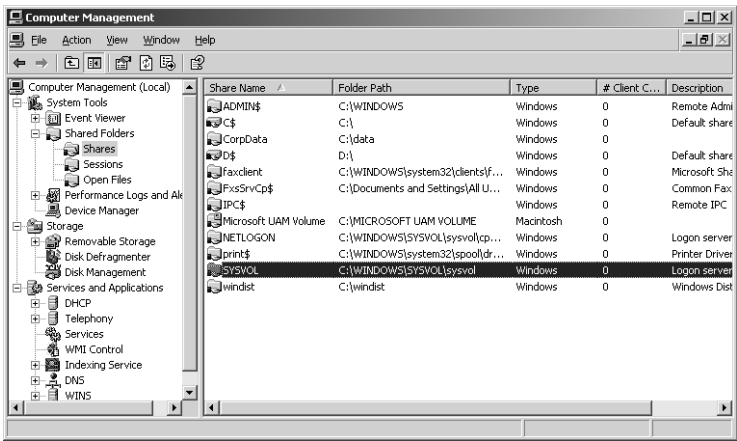 Computer Management
File Action View Window Help
Computer Management (Local)
System Tools
Event Viewer
Shared Folders
Shares
Sessions
Open Files
Performance Logs and Ale
Device Manager
Storage
Removable Storage
Disk Defragmenter
Disk Management
Services and Applications
DHCP
Telephony
Services
WMI Control
Indexing Service
DNS
WINS
Share Name Folder Path Type # Client C... Description
ADMIN$ C:\WINDOWS Windows 0 Remote Admi
C$ C:\ Windows 0 Default share
CorpData C:\data Windows 0
D$ D:\ Windows 0 Default share
faxclient C:\WINDOWS\system32\clients\f... Windows 0 Microsoft Sha
FxsSrvCp$ C:\Documents and Settings\All U... Windows 0 Common Fax
IPC$ Windows 0 Remote IPC
Microsoft UAM Volume C:\MICROSOFT UAM VOLUME Macintosh 0
NETLOGON C:\WINDOWS\SYSVOL\sysvol\cp... Windows 0 Logon server
print$ C:\WINDOWS\system32\spool\dr... Windows 0 Printer Driver
SYSVOL C:\WINDOWS\SYSVOL\sysvol Windows 0 Logon server
windist C:\windist Windows 0 Windows Dist